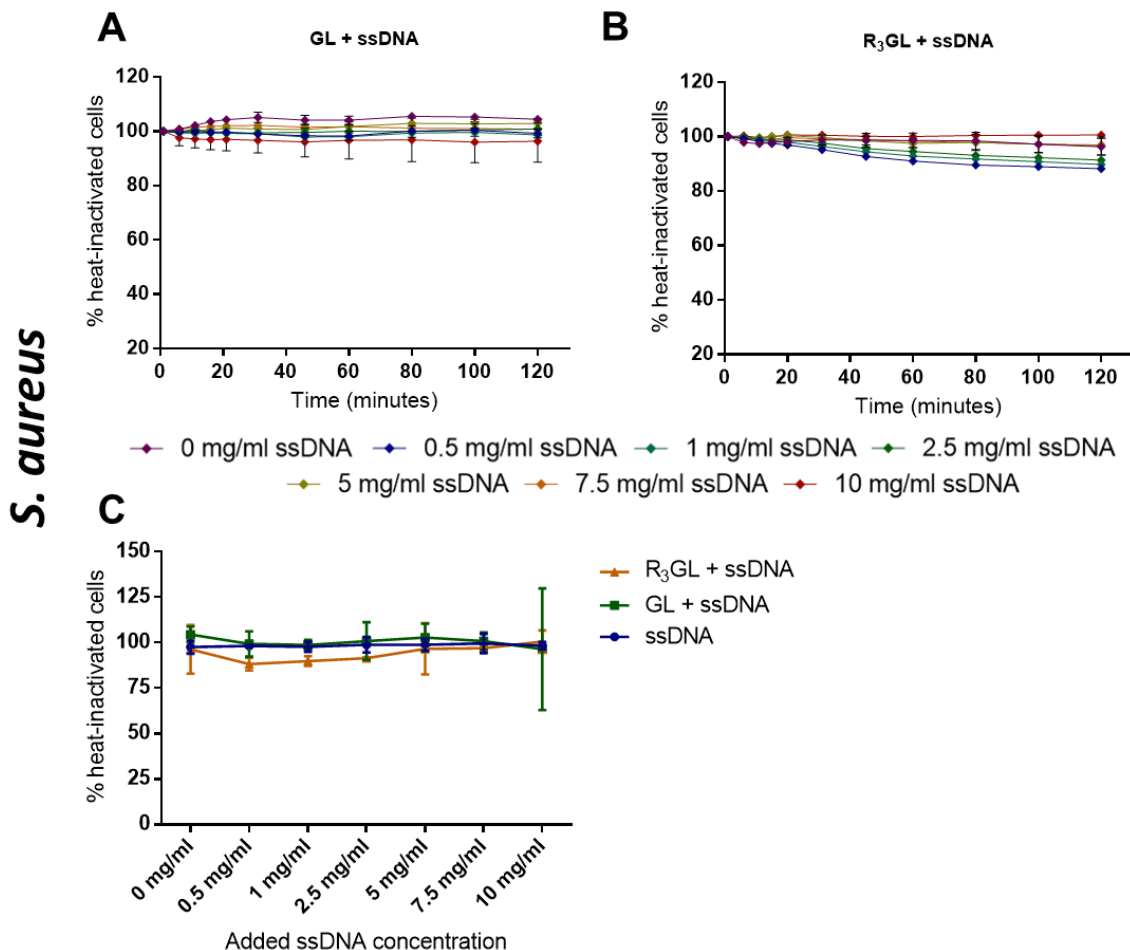 A
GL + ssDNA
120
100
80
60
40
20
% heat-inactivated cells
0 20 40 60 80 100 120
Time (minutes)
B
R₃GL + ssDNA
120
100
80
60
40
20
% heat-inactivated cells
0 20 40 60 80 100 120
Time (minutes)
S. aureus
0 mg/ml ssDNA 0.5 mg/ml ssDNA 1 mg/ml ssDNA 2.5 mg/ml ssDNA
5 mg/ml ssDNA 7.5 mg/ml ssDNA 10 mg/ml ssDNA
C
150
125
100
75
50
25
0
% heat-inactivated cells
0 mg/ml
0.5 mg/ml
1 mg/ml
2.5 mg/ml
5 mg/ml
7.5 mg/ml
10 mg/ml
Added ssDNA concentration
R₃GL + ssDNA
GL + ssDNA
ssDNA